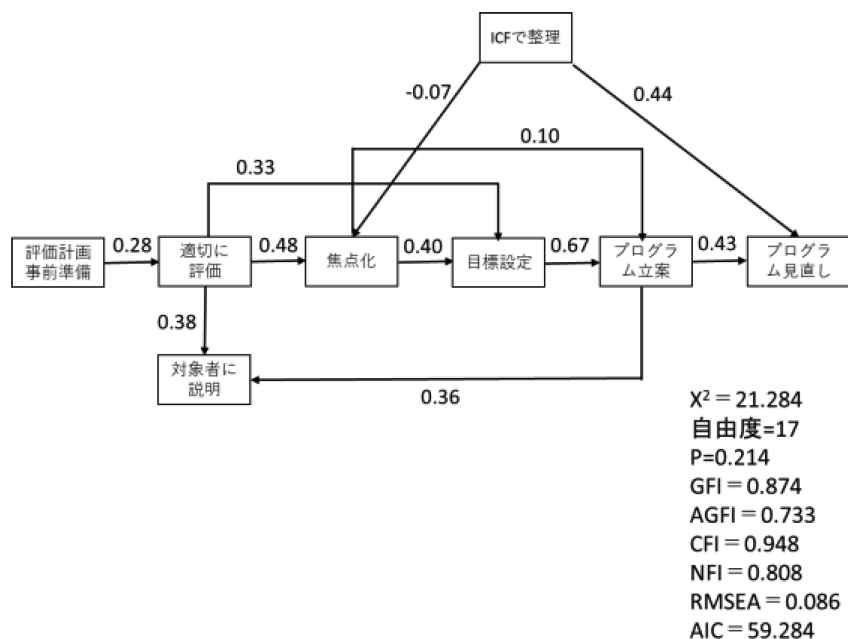 ICFで整理
-0.07
0.44
0.10
0.33
評価計画
事前準備
0.28
適切に
評価
0.48
焦点化
0.40
目標設定
0.67
プログラ
ム立案
0.43
プログラ
ム見直し
0.38
対象者に
説明
0.36
X² = 21.284
自由度=17
P=0.214
GFI = 0.874
AGFI = 0.733
CFI = 0.948
NFI = 0.808
RMSEA = 0.086
AIC = 59.284